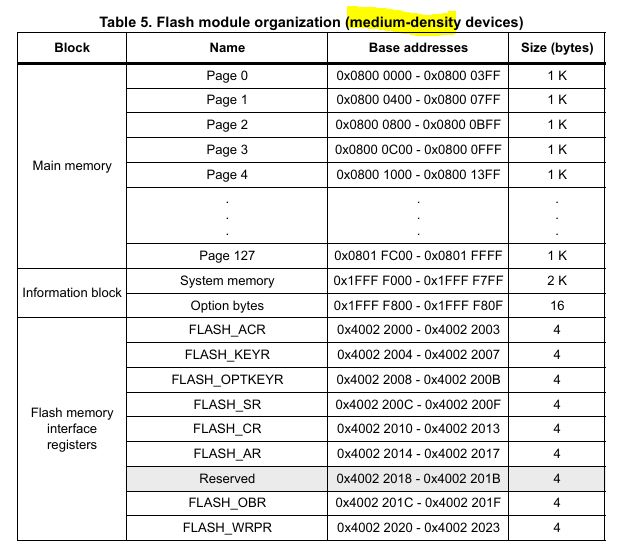 Table 5. Flash module organization (medium-density devices)
Block Name Base addresses Size (bytes)
Main memory
Page 0 0x0800 0000 - 0x0800 03FF 1 K
Page 1 0x0800 0400 - 0x0800 07FF 1 K
Page 2 0x0800 0800 - 0x0800 0BFF 1 K
Page 3 0x0800 0C00 - 0x0800 0FFF 1 K
Page 4 0x0800 1000 - 0x0800 13FF 1 K
. . .
. . .
. . .
Page 127 0x0801 FC00 - 0x0801 FFFF 1 K
Information block
System memory 0x1FFF F000 - 0x1FFF F7FF 2 K
Option bytes 0x1FFF F800 - 0x1FFF F80F 16
Flash memory
interface
registers
FLASH_ACR 0x4002 2000 - 0x4002 2003 4
FLASH_KEYR 0x4002 2004 - 0x4002 2007 4
FLASH_OPTKEYR 0x4002 2008 - 0x4002 200B 4
FLASH_SR 0x4002 200C - 0x4002 200F 4
FLASH_CR 0x4002 2010 - 0x4002 2013 4
FLASH_AR 0x4002 2014 - 0x4002 2017 4
Reserved 0x4002 2018 - 0x4002 201B 4
FLASH_OBR 0x4002 201C - 0x4002 201F 4
FLASH_WRPR 0x4002 2020 - 0x4002 2023 4